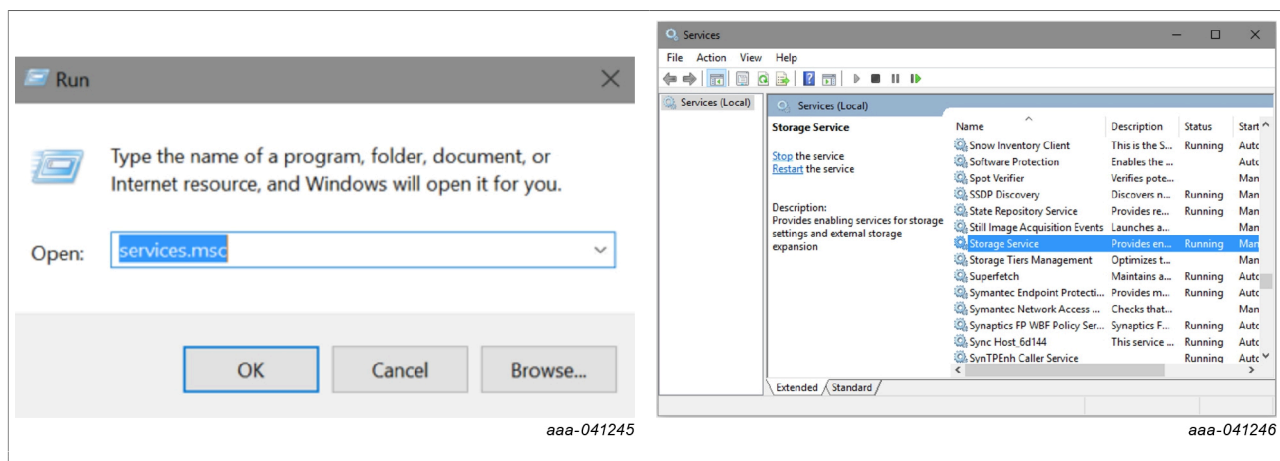 Run
Type the name of a program, folder, document, or
Internet resource, and Windows will open it for you.
Open:
services.msc
OK
Cancel
Browse...
aaa-041245
Services
File Action View Help
Services (Local)
Services (Local)
Storage Service
Stop the service
Restart the service
Description:
Provides enabling services for storage
settings and external storage
expansion
Name Description Status Start
Snow Inventory Client This is the S... Running Autc
Software Protection Enables the ... Autc
Spot Verifier Verifies pote... Man
SSDP Discovery Discovers n... Running Man
State Repository Service Provides re... Running Man
Still Image Acquisition Events Launches a... Man
Storage Service Provides en... Running Man
Storage Tiers Management Optimizes t... Man
Superfetch Maintains a... Running Autc
Symantec Endpoint Protecti... Provides m... Running Autc
Symantec Network Access ... Checks that... Man
Synaptics FP WBF Policy Ser... Synaptics F... Running Autc
Sync Host_6d144 This service ... Running Autc
SynTPEnh Caller Service Running Autc
Extended Standard
aaa-041246